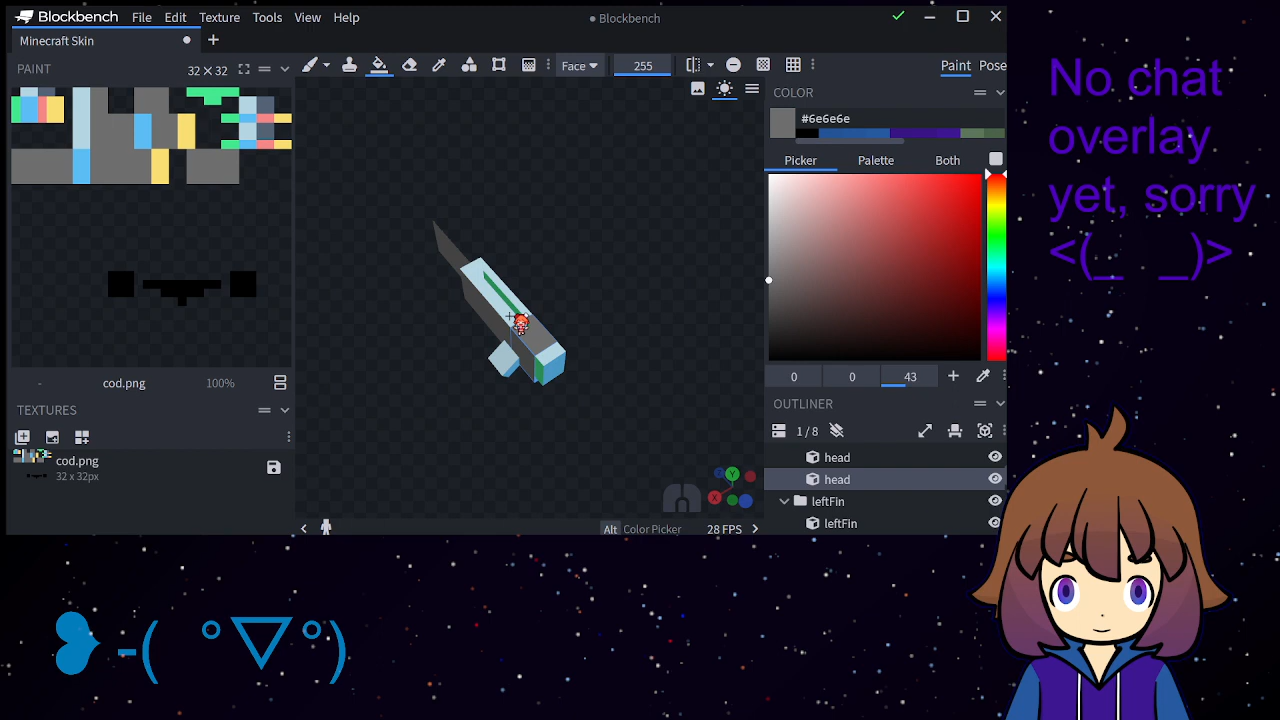 Blockbench
File Edit Texture Tools View Help
Blockbench
Minecraft Skin
PAINT
32×32
Face
255
Paint
Pose
COLOR
#6e6e6e
Picker
Palette
Both
0
0
43
cod.png
100%
TEXTURES
cod.png
32 x 32px
OUTLINER
1/8
head
head
leftFin
leftFin
Z
Y
X
Alt Color Picker
28 FPS
No chat
overlay
yet, sorry
<(_ _)>
❥-( °▽°)